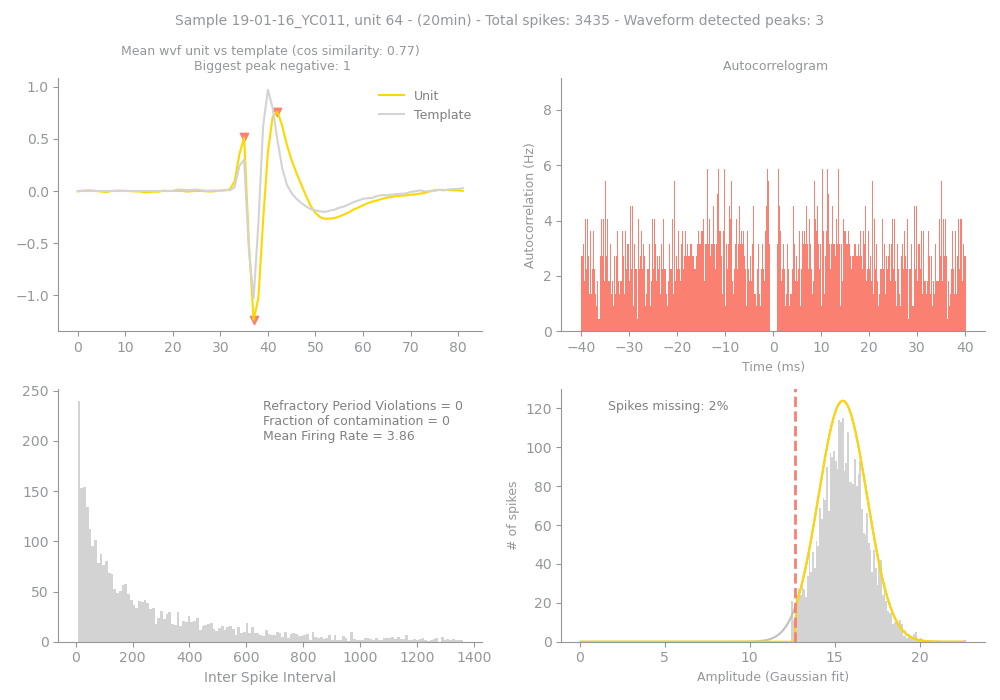 Sample 19-01-16_YC011, unit 64 - (20min) - Total spikes: 3435 - Waveform detected peaks: 3
Mean wvf unit vs template (cos similarity: 0.77)
Biggest peak negative: 1
1.0
0.5
0.0
−0.5
−1.0
0 10 20 30 40 50 60 70 80
Unit
Template
Autocorrelogram
Autocorrelation (Hz)
8
6
4
2
0
−40 −30 −20 −10 0 10 20 30 40
Time (ms)
250
200
150
100
50
0
Refractory Period Violations = 0
Fraction of contamination = 0
Mean Firing Rate = 3.86
0 200 400 600 800 1000 1200 1400
Inter Spike Interval
Spikes missing: 2%
# of spikes
120
100
80
60
40
20
0
0 5 10 15 20
Amplitude (Gaussian fit)